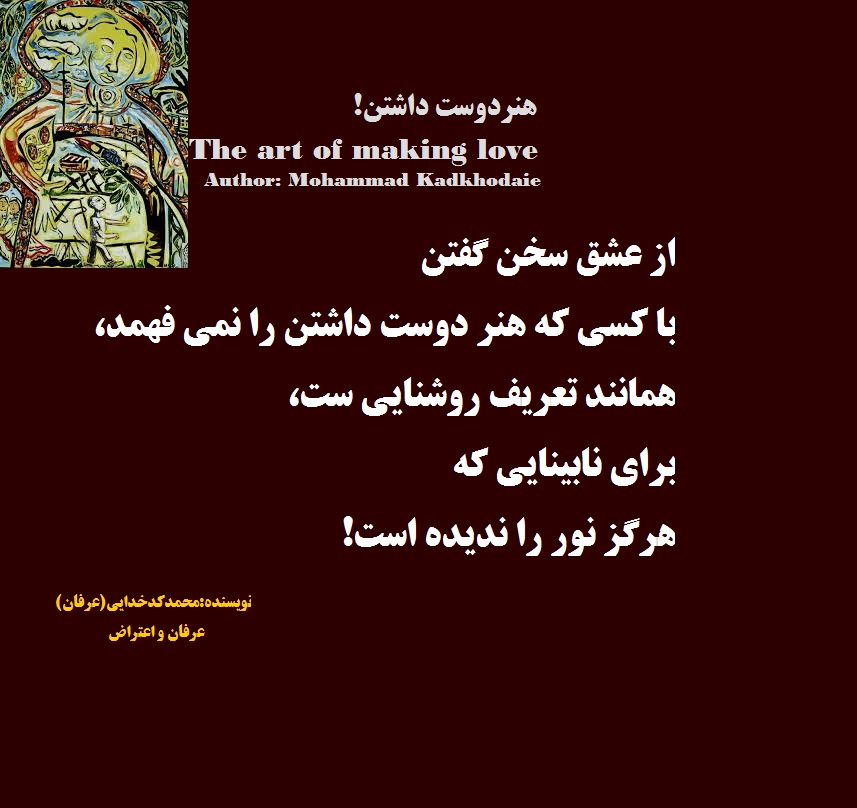 هنردوست داشتن!
The art of making love
Author: Mohammad Kadkhodaie
از عشق سخن گفتن
با کسی که هنر دوست داشتن را نمی فهمد،
همانند تعریف روشنایی ست،
برای نابینایی که
هرگز نور را ندیده است!
نویسنده؛محمدکدخدایی(عرفان)
عرفان و اعتراض